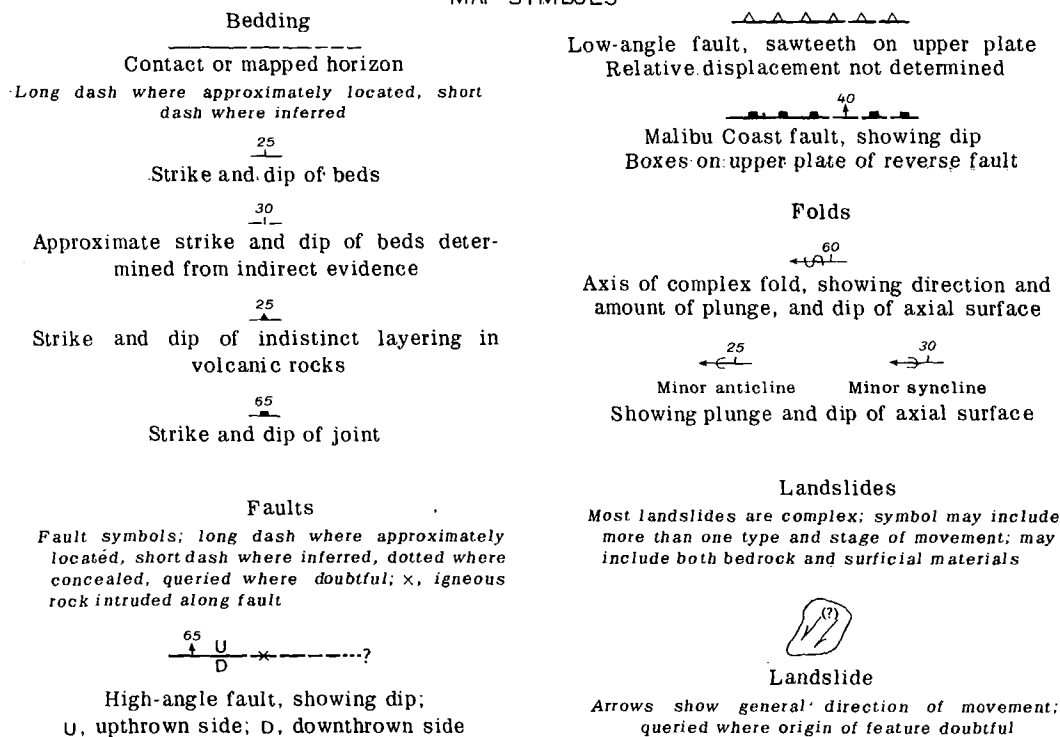 MAP SYMBOLS
Bedding
Contact or mapped horizon
Long dash where approximately located, short
dash where inferred
25
Strike and dip of beds
30
Approximate strike and dip of beds deter-
mined from indirect evidence
25
Strike and dip of indistinct layering in
volcanic rocks
65
Strike and dip of joint
Faults
Fault symbols; long dash where approximately
located, short dash where inferred, dotted where
concealed, queried where doubtful; x, igneous
rock intruded along fault
65 U
D ?
High-angle fault, showing dip;
U, upthrown side; D, downthrown side
Low-angle fault, sawteeth on upper plate
Relative displacement not determined
40
Malibu Coast fault, showing dip
Boxes on upper plate of reverse fault
Folds
60
Axis of complex fold, showing direction and
amount of plunge, and dip of axial surface
25 30
Minor anticline Minor syncline
Showing plunge and dip of axial surface
Landslides
Most landslides are complex; symbol may include
more than one type and stage of movement; may
include both bedrock and surficial materials
(?)
Landslide
Arrows show general direction of movement;
queried where origin of feature doubtful